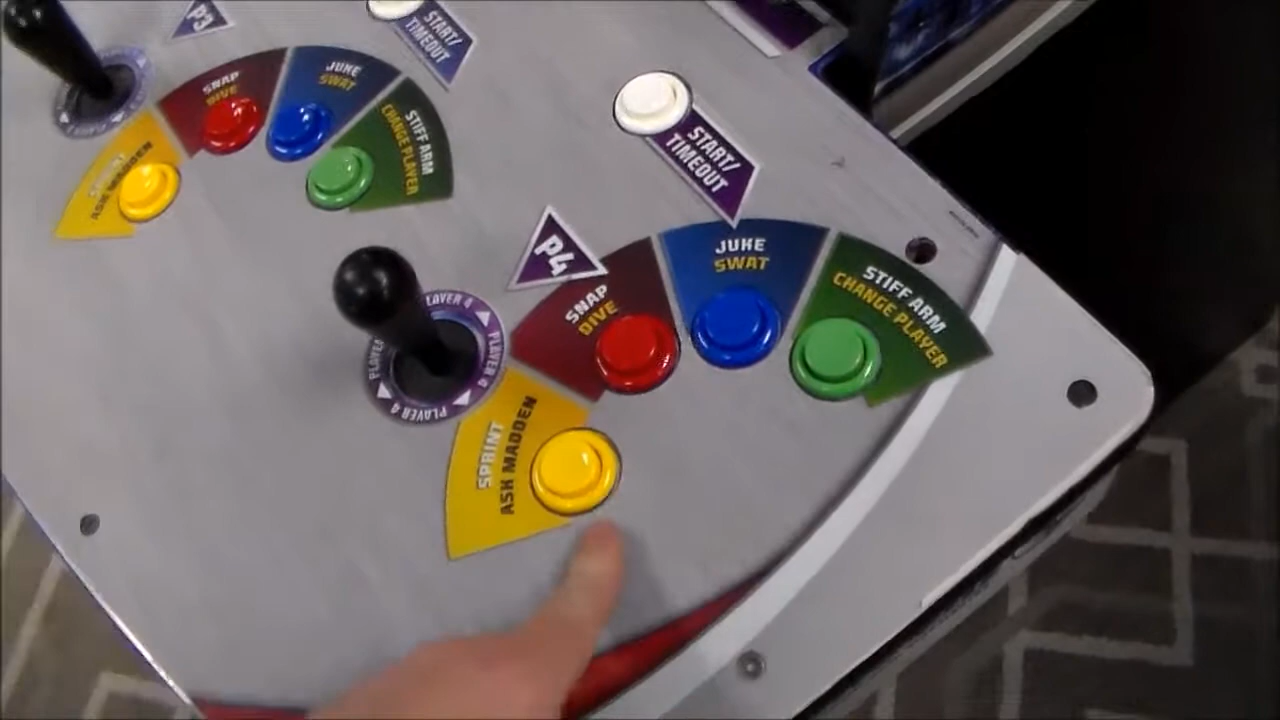 P3
START/
TIMEOUT
SNAP
DIVE
JUKE
SWAT
STIFF ARM
CHANGE PLAYER
ASK MADDEN
START/
TIMEOUT
P4
SNAP
DIVE
JUKE
SWAT
STIFF ARM
CHANGE PLAYER
SPRINT
ASK MADDEN
PLAYER 4
PLAYER 4
PLAYER